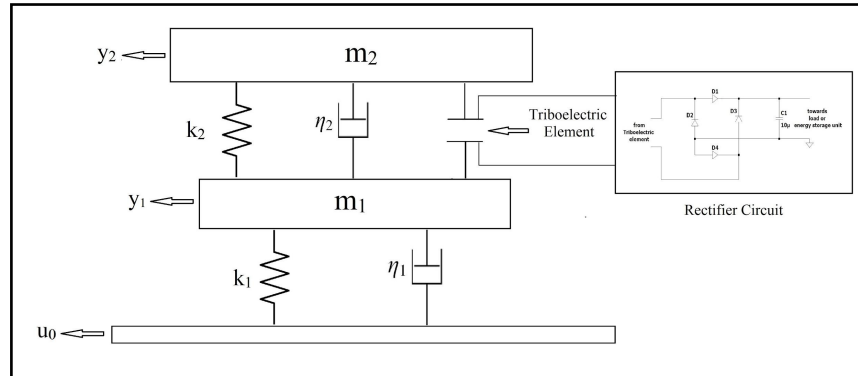 y₂
m₂
k₂
η₂
Triboelectric
Element
D1
D2
D3
D4
C1
10µ
from
Triboelectric
element
towards
load or
energy storage unit
Rectifier Circuit
y₁
m₁
k₁
η₁
u₀